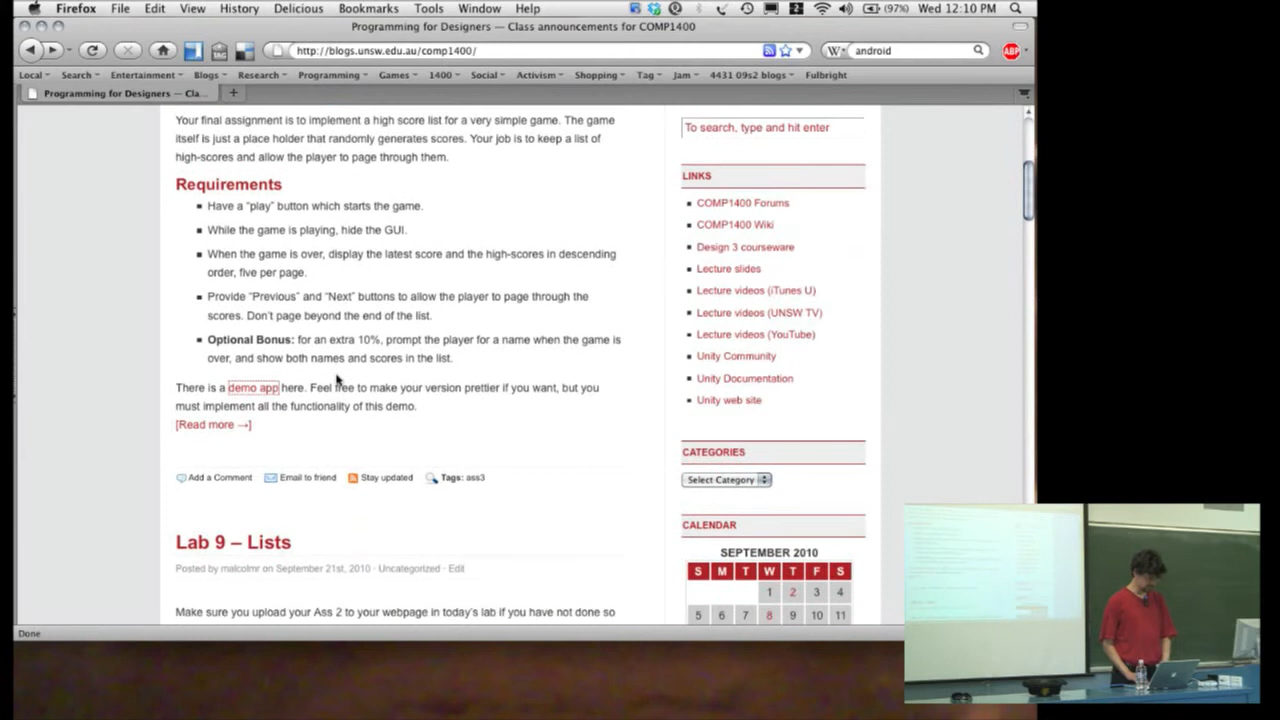 Firefox File Edit View History Delicious Bookmarks Tools Window Help
(97%) Wed 12:10 PM
Programming for Designers — Class announcements for COMP1400
http://blogs.unsw.edu.au/comp1400/
W android
ABP
Local Search Entertainment Blogs Research Programming Games 1400 Social Activism Shopping Tag Jam 4431 09s2 blogs Fulbright
Programming for Designers — Cla...
Your final assignment is to implement a high score list for a very simple game. The game
itself is just a place holder that randomly generates scores. Your job is to keep a list of
high-scores and allow the player to page through them.
Requirements
Have a “play” button which starts the game.
While the game is playing, hide the GUI.
When the game is over, display the latest score and the high-scores in descending
order, five per page.
Provide “Previous” and “Next” buttons to allow the player to page through the
scores. Don't page beyond the end of the list.
Optional Bonus: for an extra 10%, prompt the player for a name when the game is
over, and show both names and scores in the list.
There is a demo app here. Feel free to make your version prettier if you want, but you
must implement all the functionality of this demo.
[Read more →]
Add a Comment Email to friend Stay updated Tags: ass3
Lab 9 – Lists
Posted by malcolmr on September 21st, 2010 · Uncategorized · Edit
Make sure you upload your Ass 2 to your webpage in today's lab if you have not done so
To search, type and hit enter
LINKS
COMP1400 Forums
COMP1400 Wiki
Design 3 courseware
Lecture slides
Lecture videos (iTunes U)
Lecture videos (UNSW TV)
Lecture videos (YouTube)
Unity Community
Unity Documentation
Unity web site
CATEGORIES
Select Category
CALENDAR
SEPTEMBER 2010
S M T W T F S
1 2 3 4
5 6 7 8 9 10 11
Done